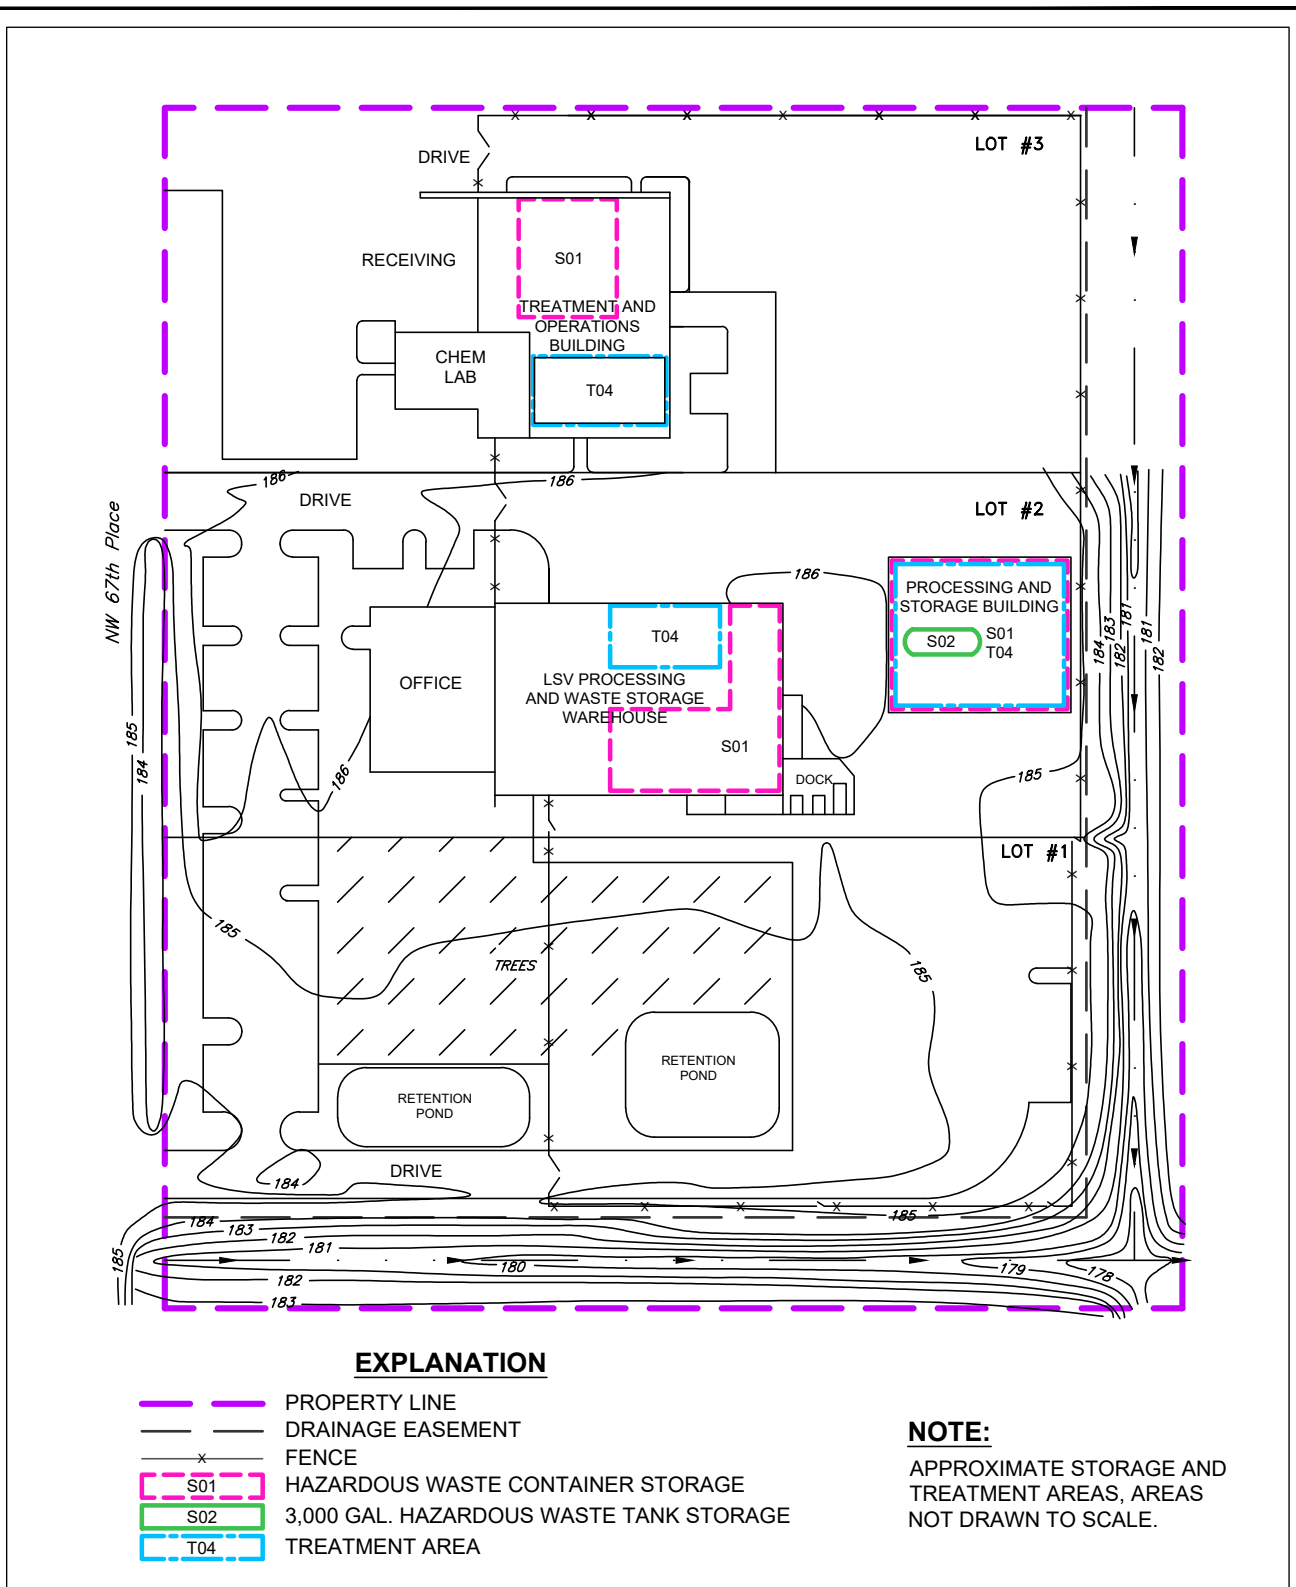 LOT #3
DRIVE
RECEIVING
S01
TREATMENT AND
OPERATIONS
BUILDING
CHEM
LAB
T04
186
186
DRIVE
LOT #2
NW 67th Place
186
PROCESSING AND
STORAGE BUILDING
S02
S01
T04
184
183
182
181
181
182
T04
OFFICE
LSV PROCESSING
AND WASTE STORAGE
WAREHOUSE
S01
185
184
186
DOCK
185
LOT #1
185
TREES
185
RETENTION
POND
RETENTION
POND
DRIVE
184
185
184
183
182
181
180
179
178
185
182
183
EXPLANATION
PROPERTY LINE
DRAINAGE EASEMENT
X FENCE
S01 HAZARDOUS WASTE CONTAINER STORAGE
S02 3,000 GAL. HAZARDOUS WASTE TANK STORAGE
T04 TREATMENT AREA
NOTE:
APPROXIMATE STORAGE AND
TREATMENT AREAS, AREAS
NOT DRAWN TO SCALE.